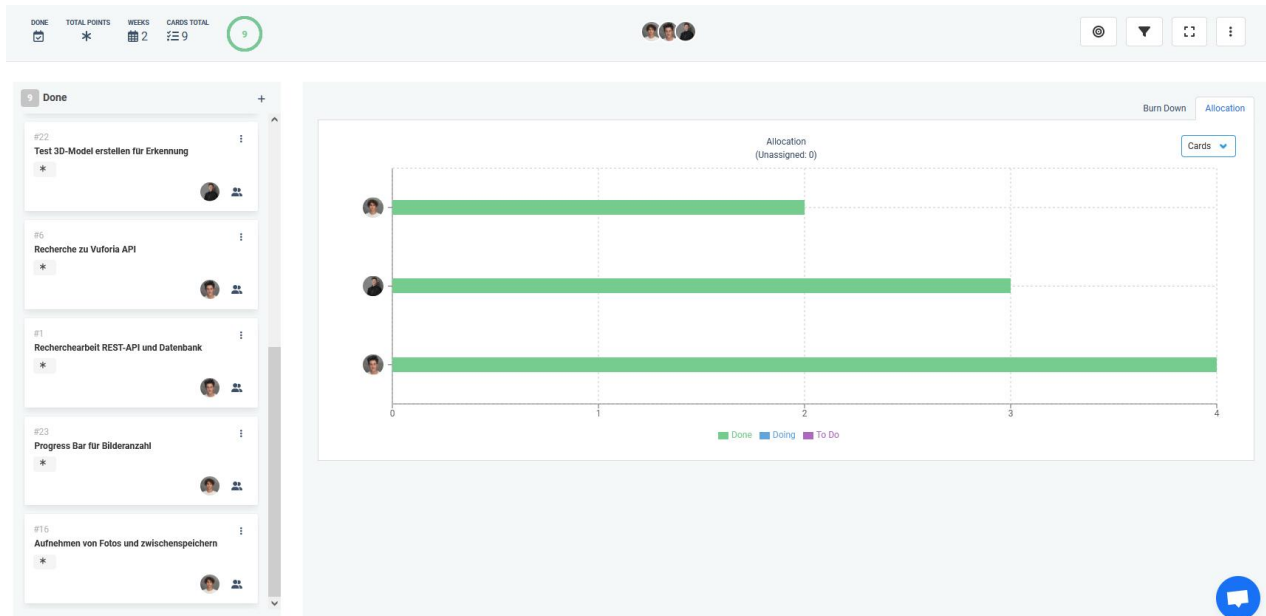 DONE TOTAL POINTS WEEKS CARDS TOTAL
* 2 9 9
9 Done +
#22
Test 3D-Model erstellen für Erkennung
*
#6
Recherche zu Vuforia API
*
#1
Recherchearbeit REST-API und Datenbank
*
#23
Progress Bar für Bilderanzahl
*
#16
Aufnehmen von Fotos und zwischenspeichern
*
Burn Down Allocation
Allocation
(Unassigned: 0)
Cards
0 1 2 3 4
Done Doing To Do